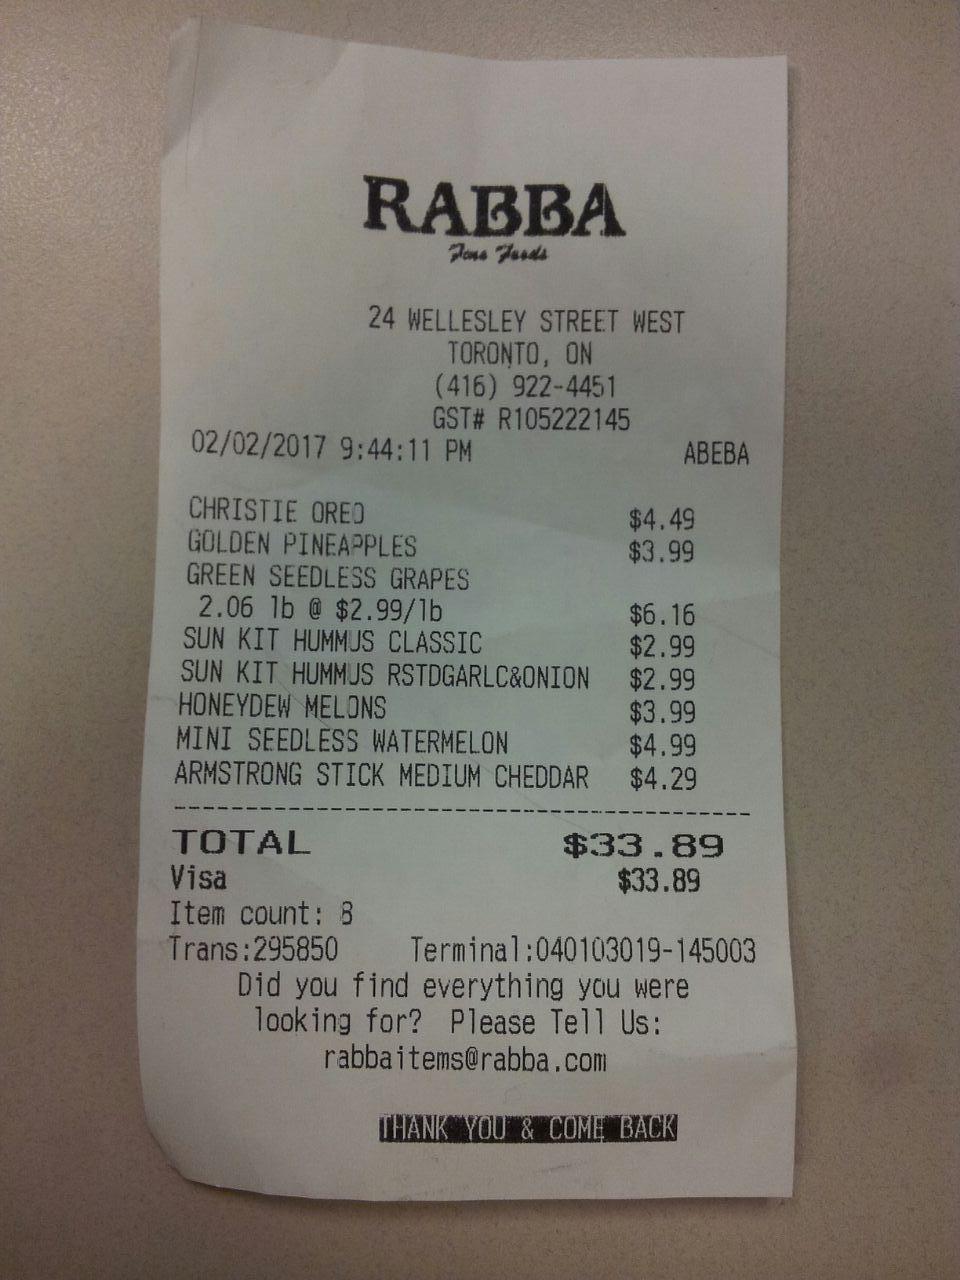 RABBA
Fine Foods
24 WELLESLEY STREET WEST
TORONTO, ON
(416) 922-4451
GST# R105222145
02/02/2017 9:44:11 PM ABEBA
CHRISTIE OREO $4.49
GOLDEN PINEAPPLES $3.99
GREEN SEEDLESS GRAPES
2.06 lb @ $2.99/lb $6.16
SUN KIT HUMMUS CLASSIC $2.99
SUN KIT HUMMUS RSTDGARLC&ONION $2.99
HONEYDEW MELONS $3.99
MINI SEEDLESS WATERMELON $4.99
ARMSTRONG STICK MEDIUM CHEDDAR $4.29
TOTAL $33.89
Visa $33.89
Item count: 8
Trans:295850 Terminal:040103019-145003
Did you find everything you were
looking for? Please Tell Us:
rabbaitems@rabba.com
THANK YOU & COME BACK